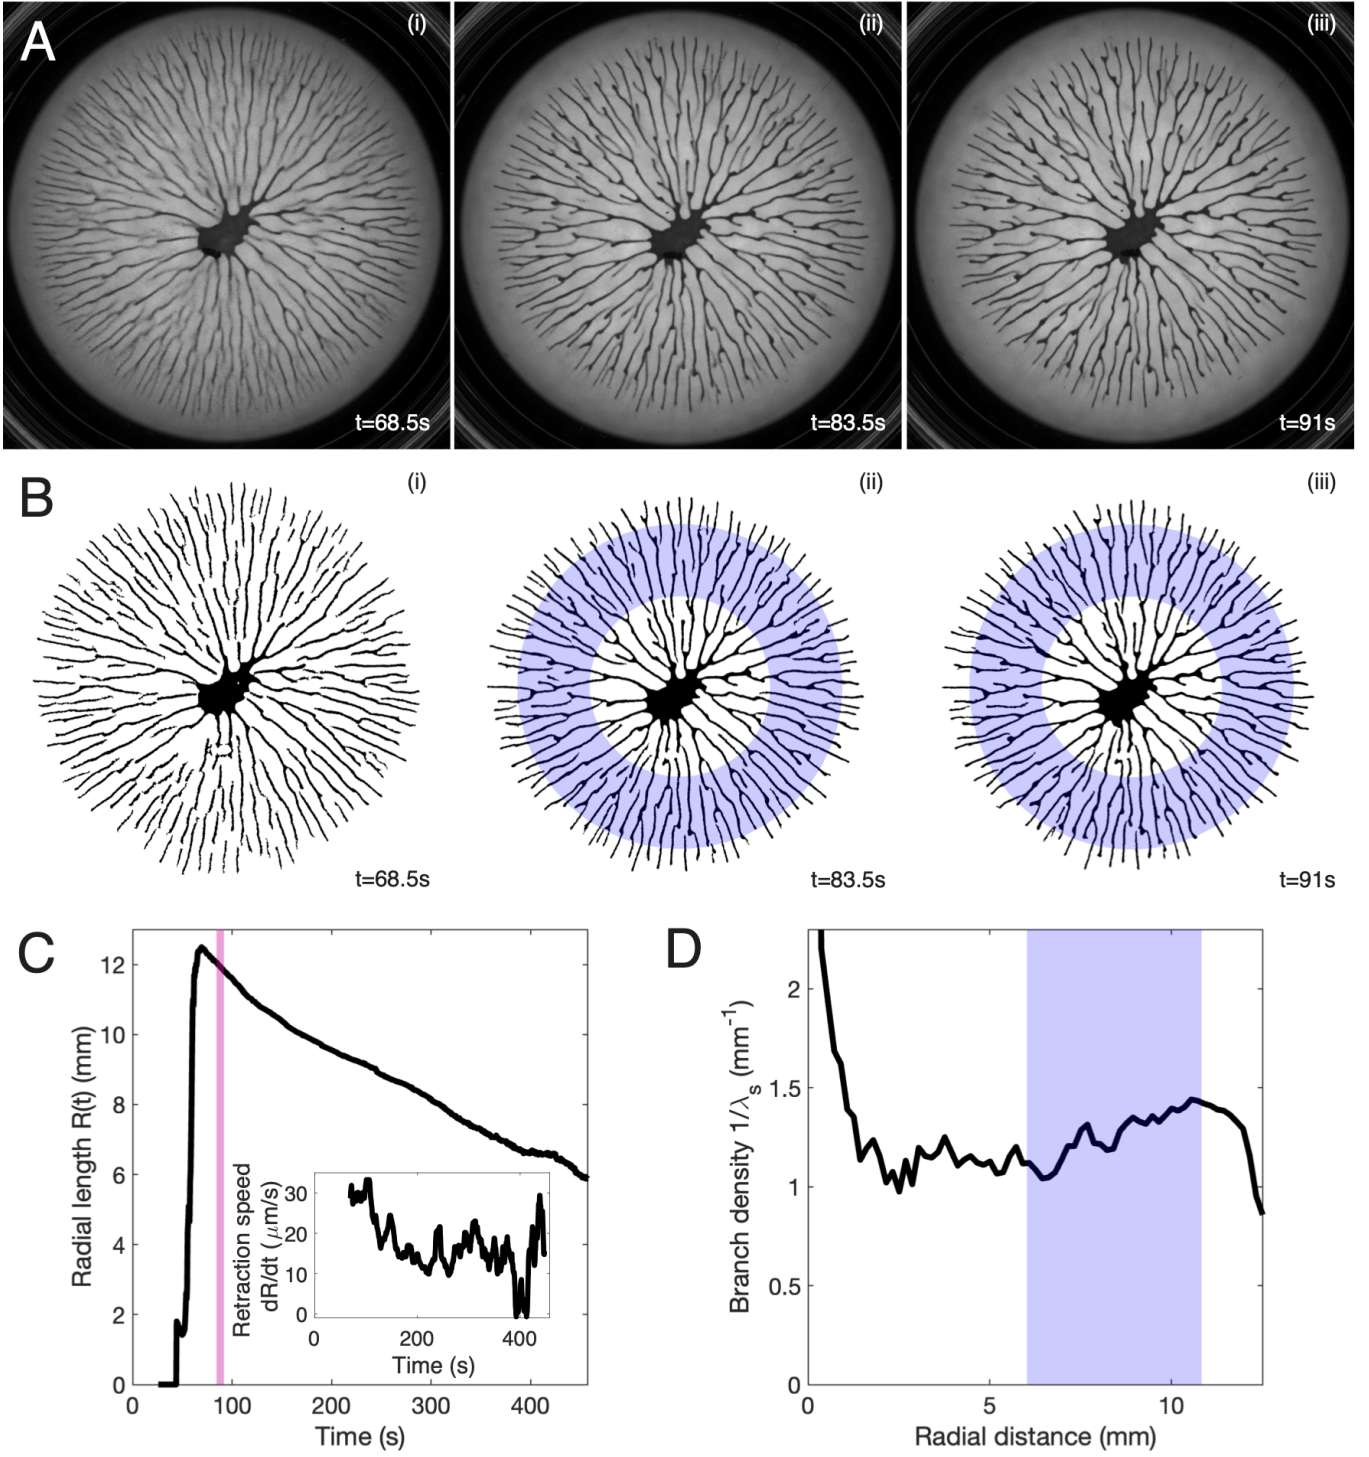 A
(i)
(ii)
(iii)
t=68.5s
t=83.5s
t=91s
B
(i)
(ii)
(iii)
t=68.5s
t=83.5s
t=91s
C
Radial length R(t) (mm)
12
10
8
6
4
2
0
0 100 200 300 400
Time (s)
Retraction speed
dR/dt (μm/s)
30
20
10
0
0 200 400
Time (s)
D
Branch density 1/λs (mm-1)
2
1.5
1
0.5
0
0 5 10
Radial distance (mm)